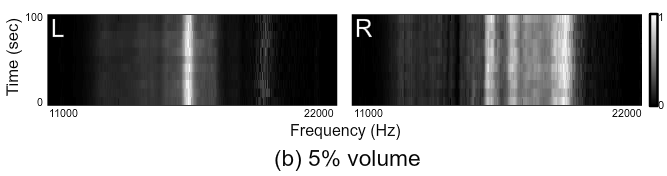 Time (sec)
100
0
L
R
1
0
11000
22000
11000
22000
Frequency (Hz)
(b) 5% volume